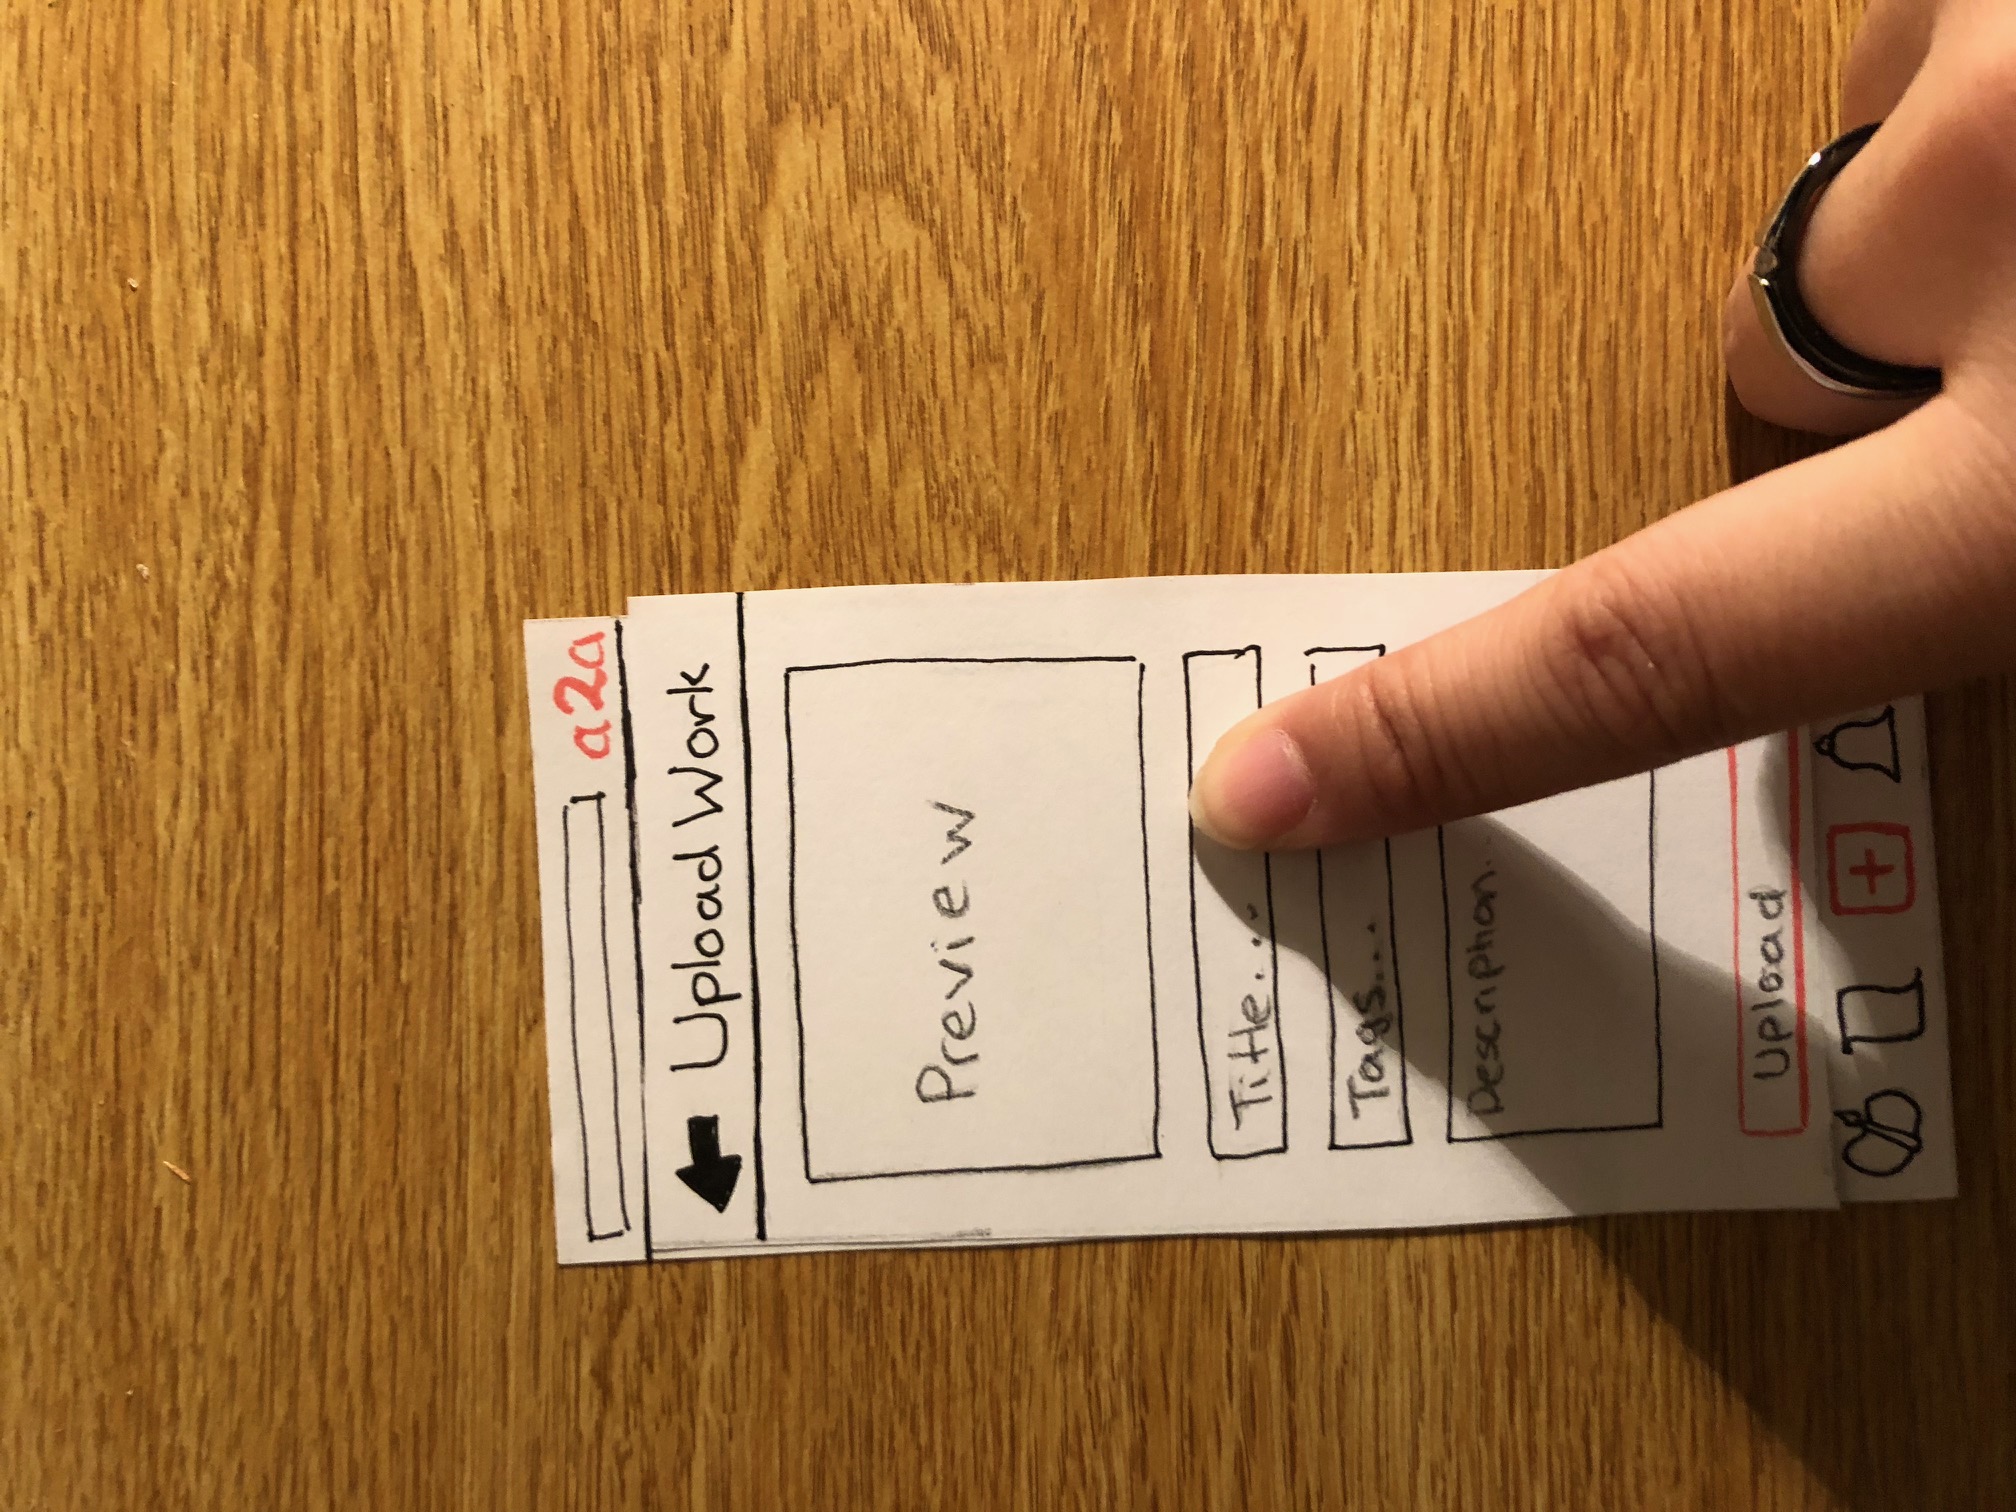 a2a
Upload Work
Preview
Title...
Tags...
Description..
Upload